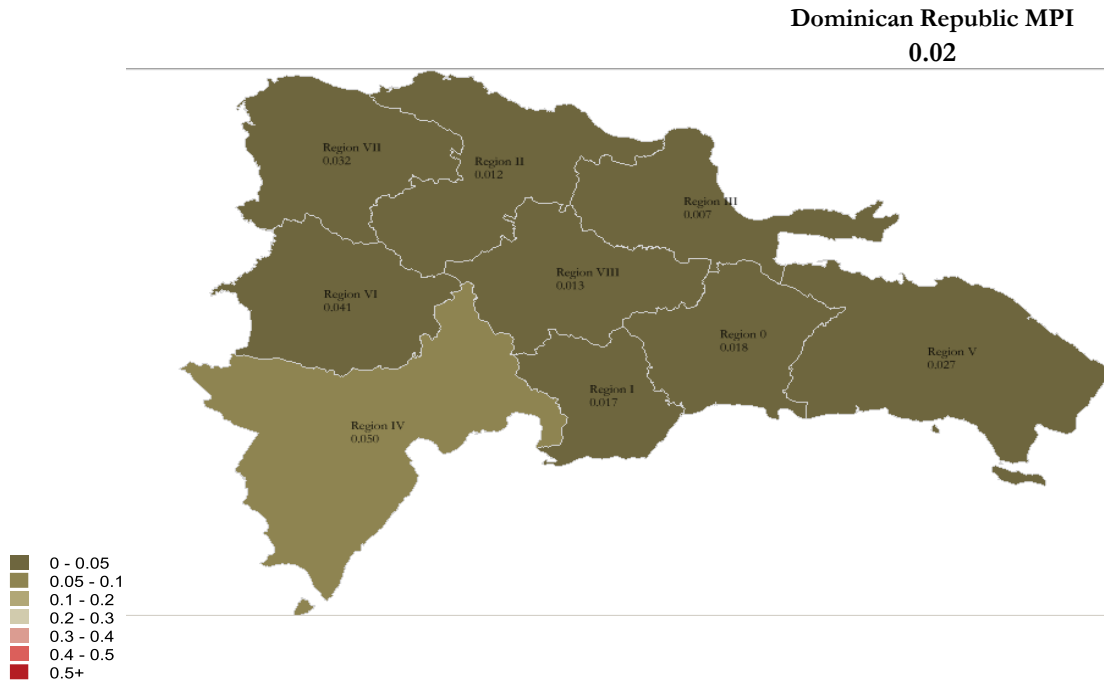 Dominican Republic MPI
0.02
Region VII
0.032
Region II
0.012
Region III
0.007
Region VI
0.041
Region VIII
0.013
Region 0
0.018
Region V
0.027
Region I
0.017
Region IV
0.050
0 - 0.05
0.05 - 0.1
0.1 - 0.2
0.2 - 0.3
0.3 - 0.4
0.4 - 0.5
0.5+